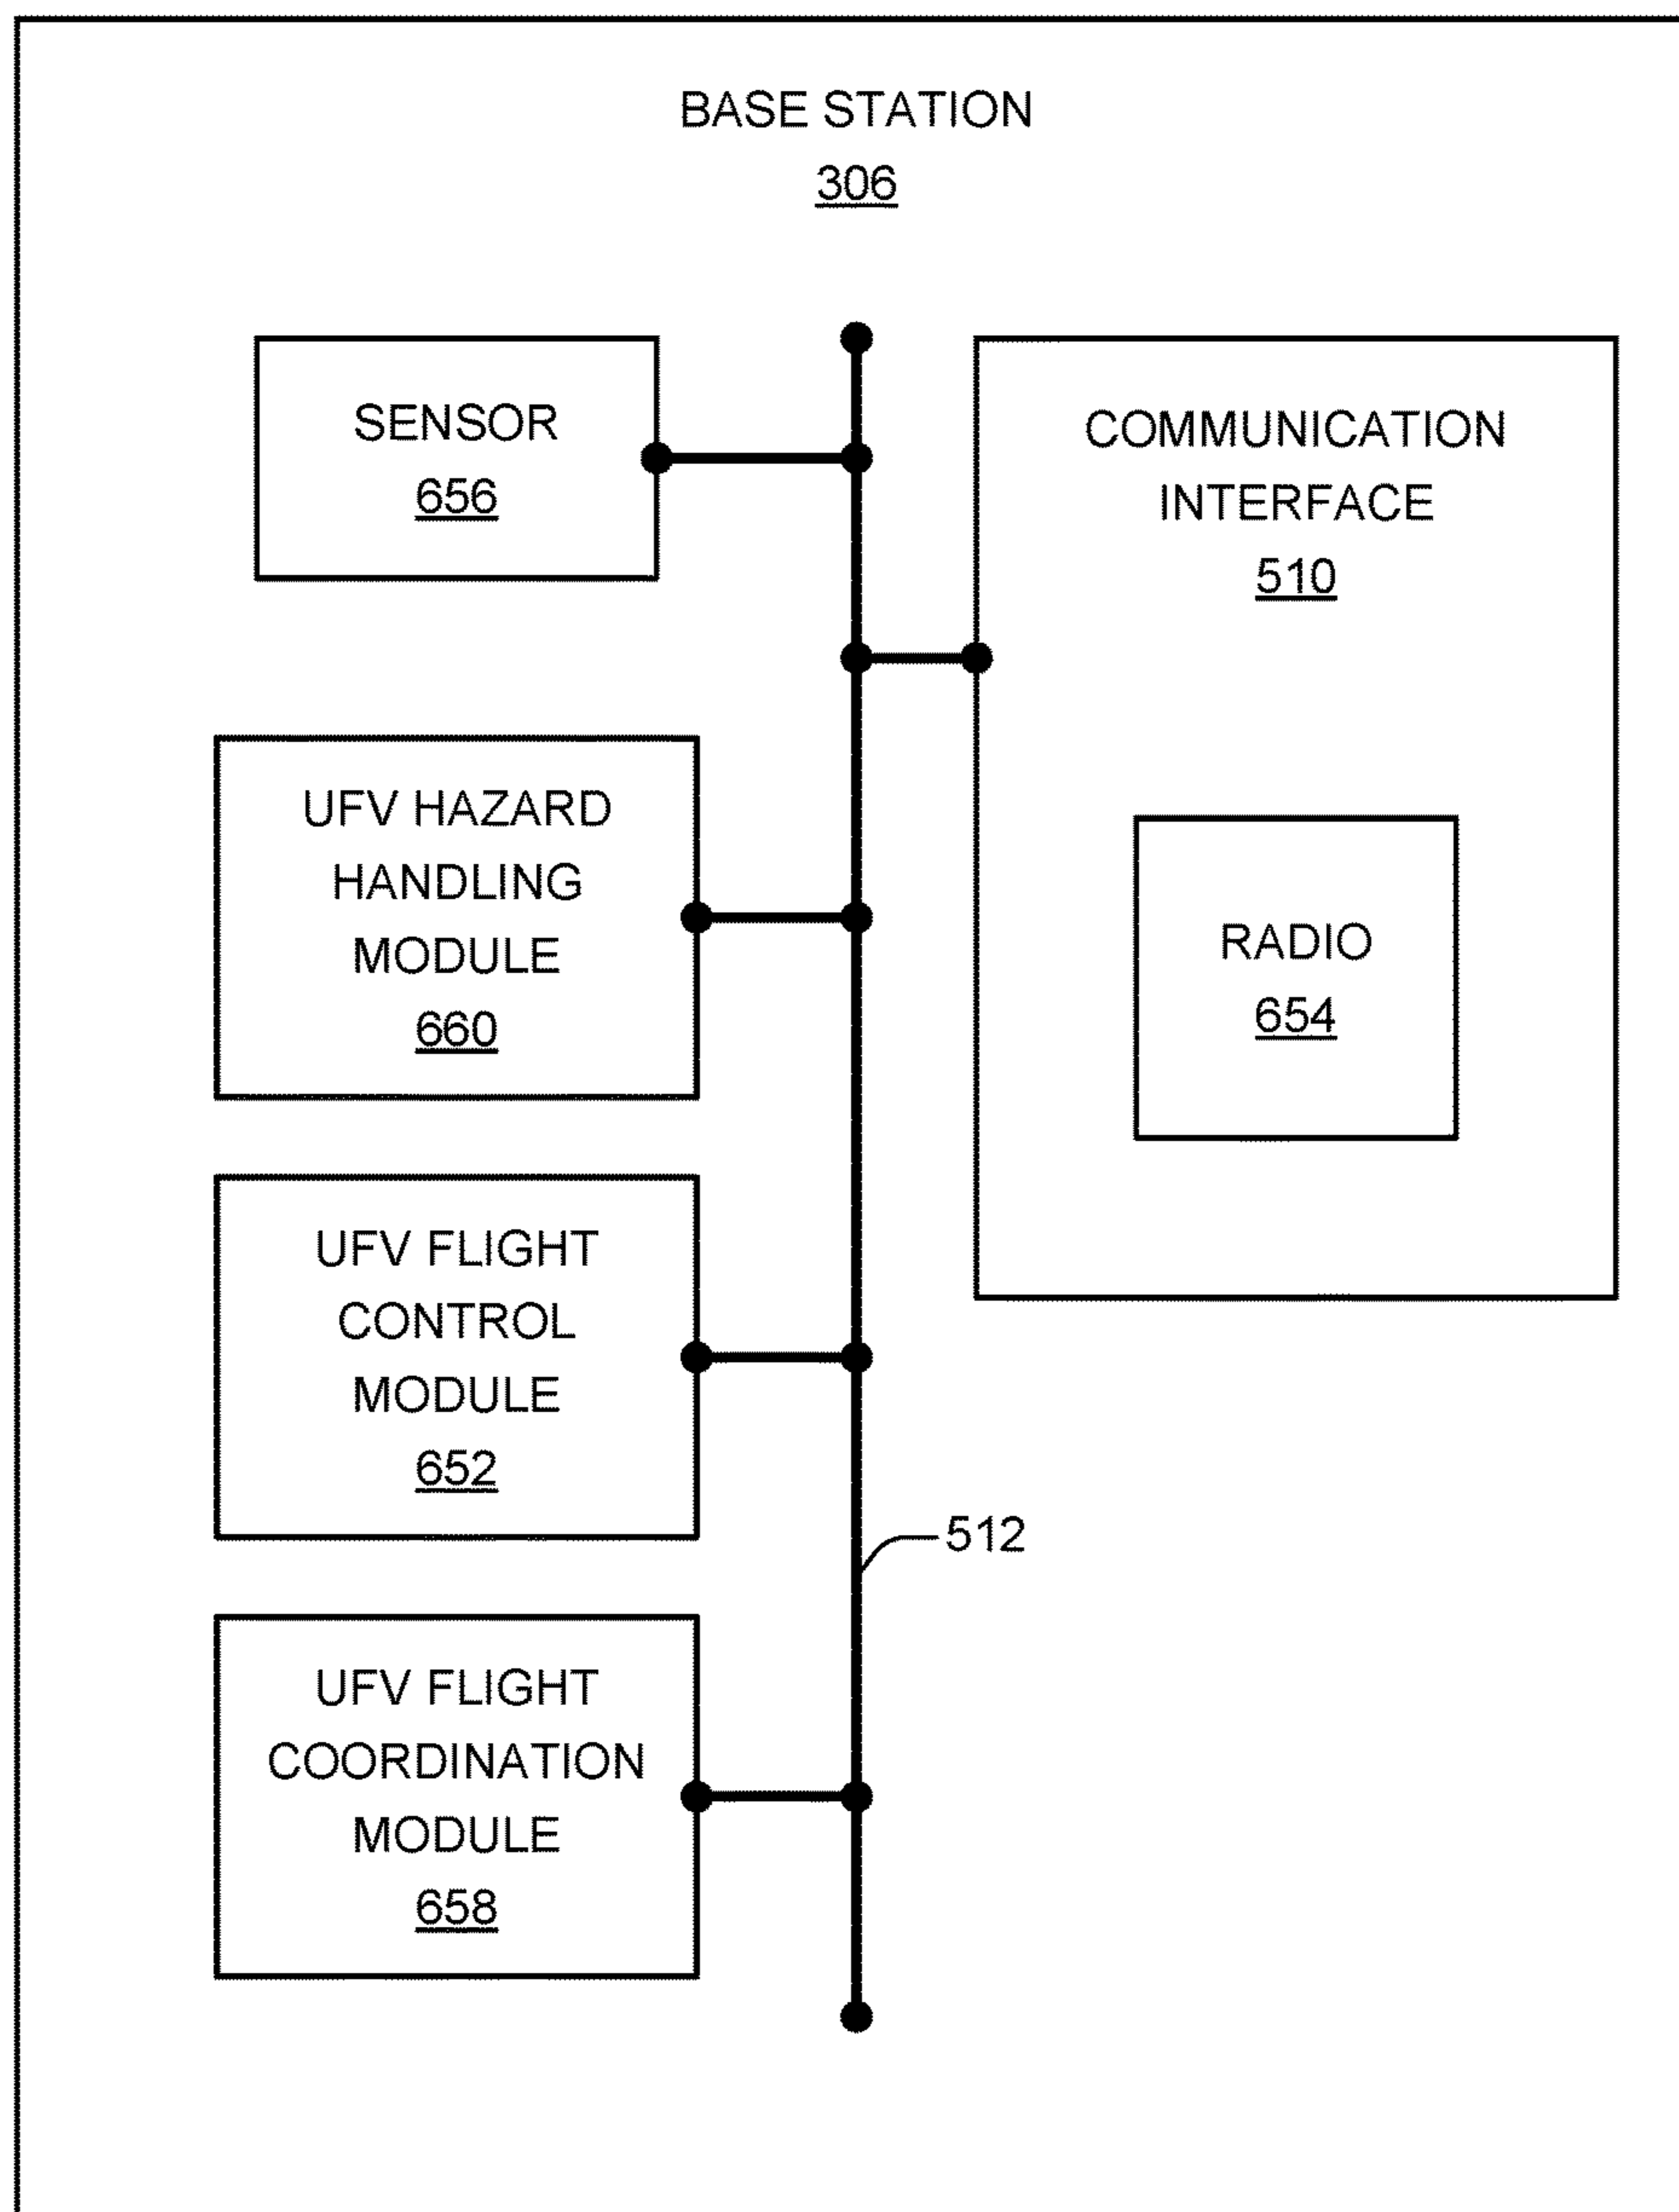 BASE STATION
306
SENSOR
656
COMMUNICATION
INTERFACE
510
UFV HAZARD
HANDLING
MODULE
660
RADIO
654
UFV FLIGHT
CONTROL
MODULE
652
512
UFV FLIGHT
COORDINATION
MODULE
658